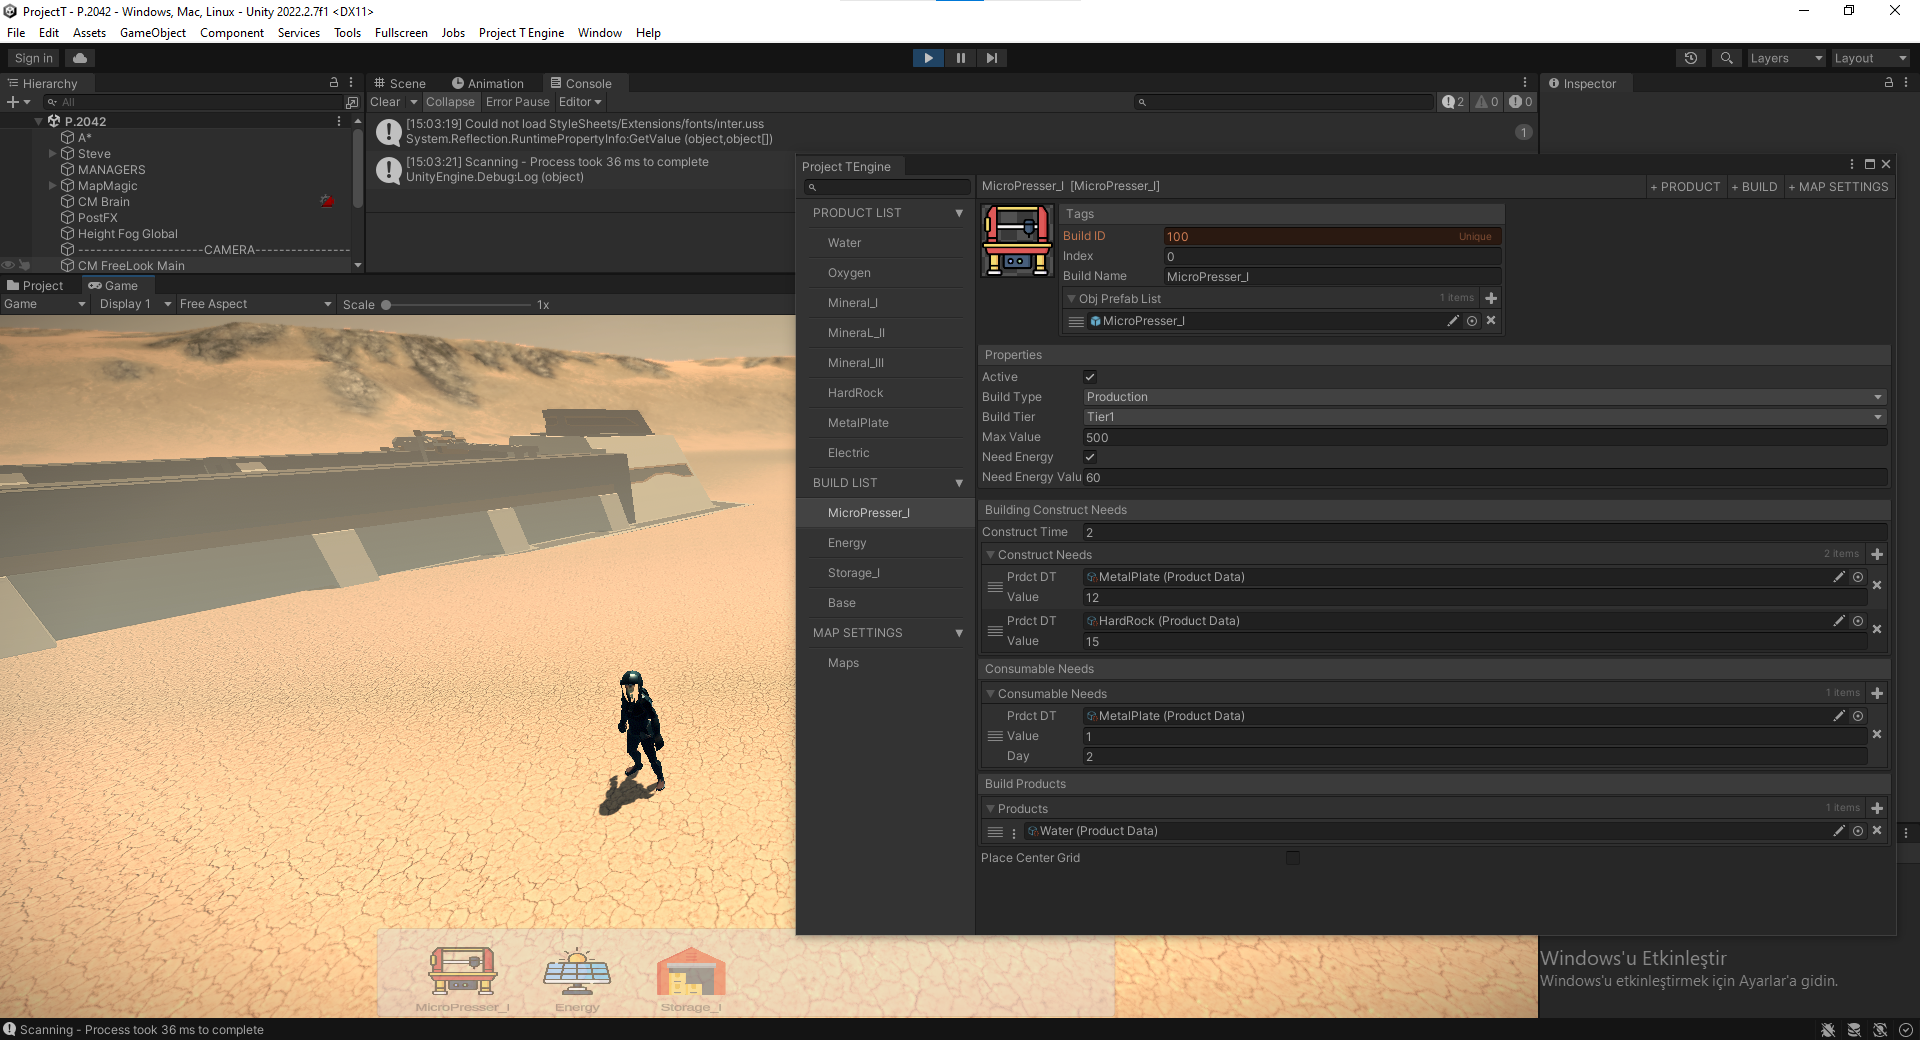 ProjectT - P.2042 - Windows, Mac, Linux - Unity 2022.2.7f1 <DX11>
File Edit Assets GameObject Component Services Tools Fullscreen Jobs Project T Engine Window Help
Sign in
Layers
Layout
Hierarchy
All
P.2042
A*
Steve
MANAGERS
MapMagic
CM Brain
PostFX
Height Fog Global
---------------------CAMERA----------------
CM FreeLook Main
Scene
Animation
Console
Clear
Collapse
Error Pause
Editor
2
0
0
[15:03:19] Could not load StyleSheets/Extensions/fonts/ınter.uss
System.Reflection.RuntimePropertyInfo:GetValue (object,object[])
1
[15:03:21] Scanning - Process took 36 ms to complete
UnityEngine.Debug:Log (object)
Inspector
Project
Game
Game
Display 1
Free Aspect
Scale
1x
Project TEngine
PRODUCT LIST
Water
Oxygen
Mineral_I
MineraL_II
Mineral_III
HardRock
MetalPlate
Electric
BUILD LIST
MicroPresser_I
Energy
Storage_I
Base
MAP SETTINGS
Maps
MicroPresser_I [MicroPresser_I]
+ PRODUCT
+ BUILD
+ MAP SETTINGS
Tags
Build ID
100
Unique
Index
0
Build Name
MicroPresser_I
Obj Prefab List
1 items
MicroPresser_I
Properties
Active
Build Type
Production
Build Tier
Tier1
Max Value
500
Need Energy
Need Energy Valu
60
Building Construct Needs
Construct Time
2
Construct Needs
2 items
Prdct DT
MetalPlate (Product Data)
Value
12
Prdct DT
HardRock (Product Data)
Value
15
Consumable Needs
Consumable Needs
1 items
Prdct DT
MetalPlate (Product Data)
Value
1
Day
2
Build Products
Products
1 items
Water (Product Data)
Place Center Grid
MicroPresser_I
Energy
Storage_I
Windows'u Etkinleştir
Windows'u etkinleştirmek için Ayarlar'a gidin.
Scanning - Process took 36 ms to complete